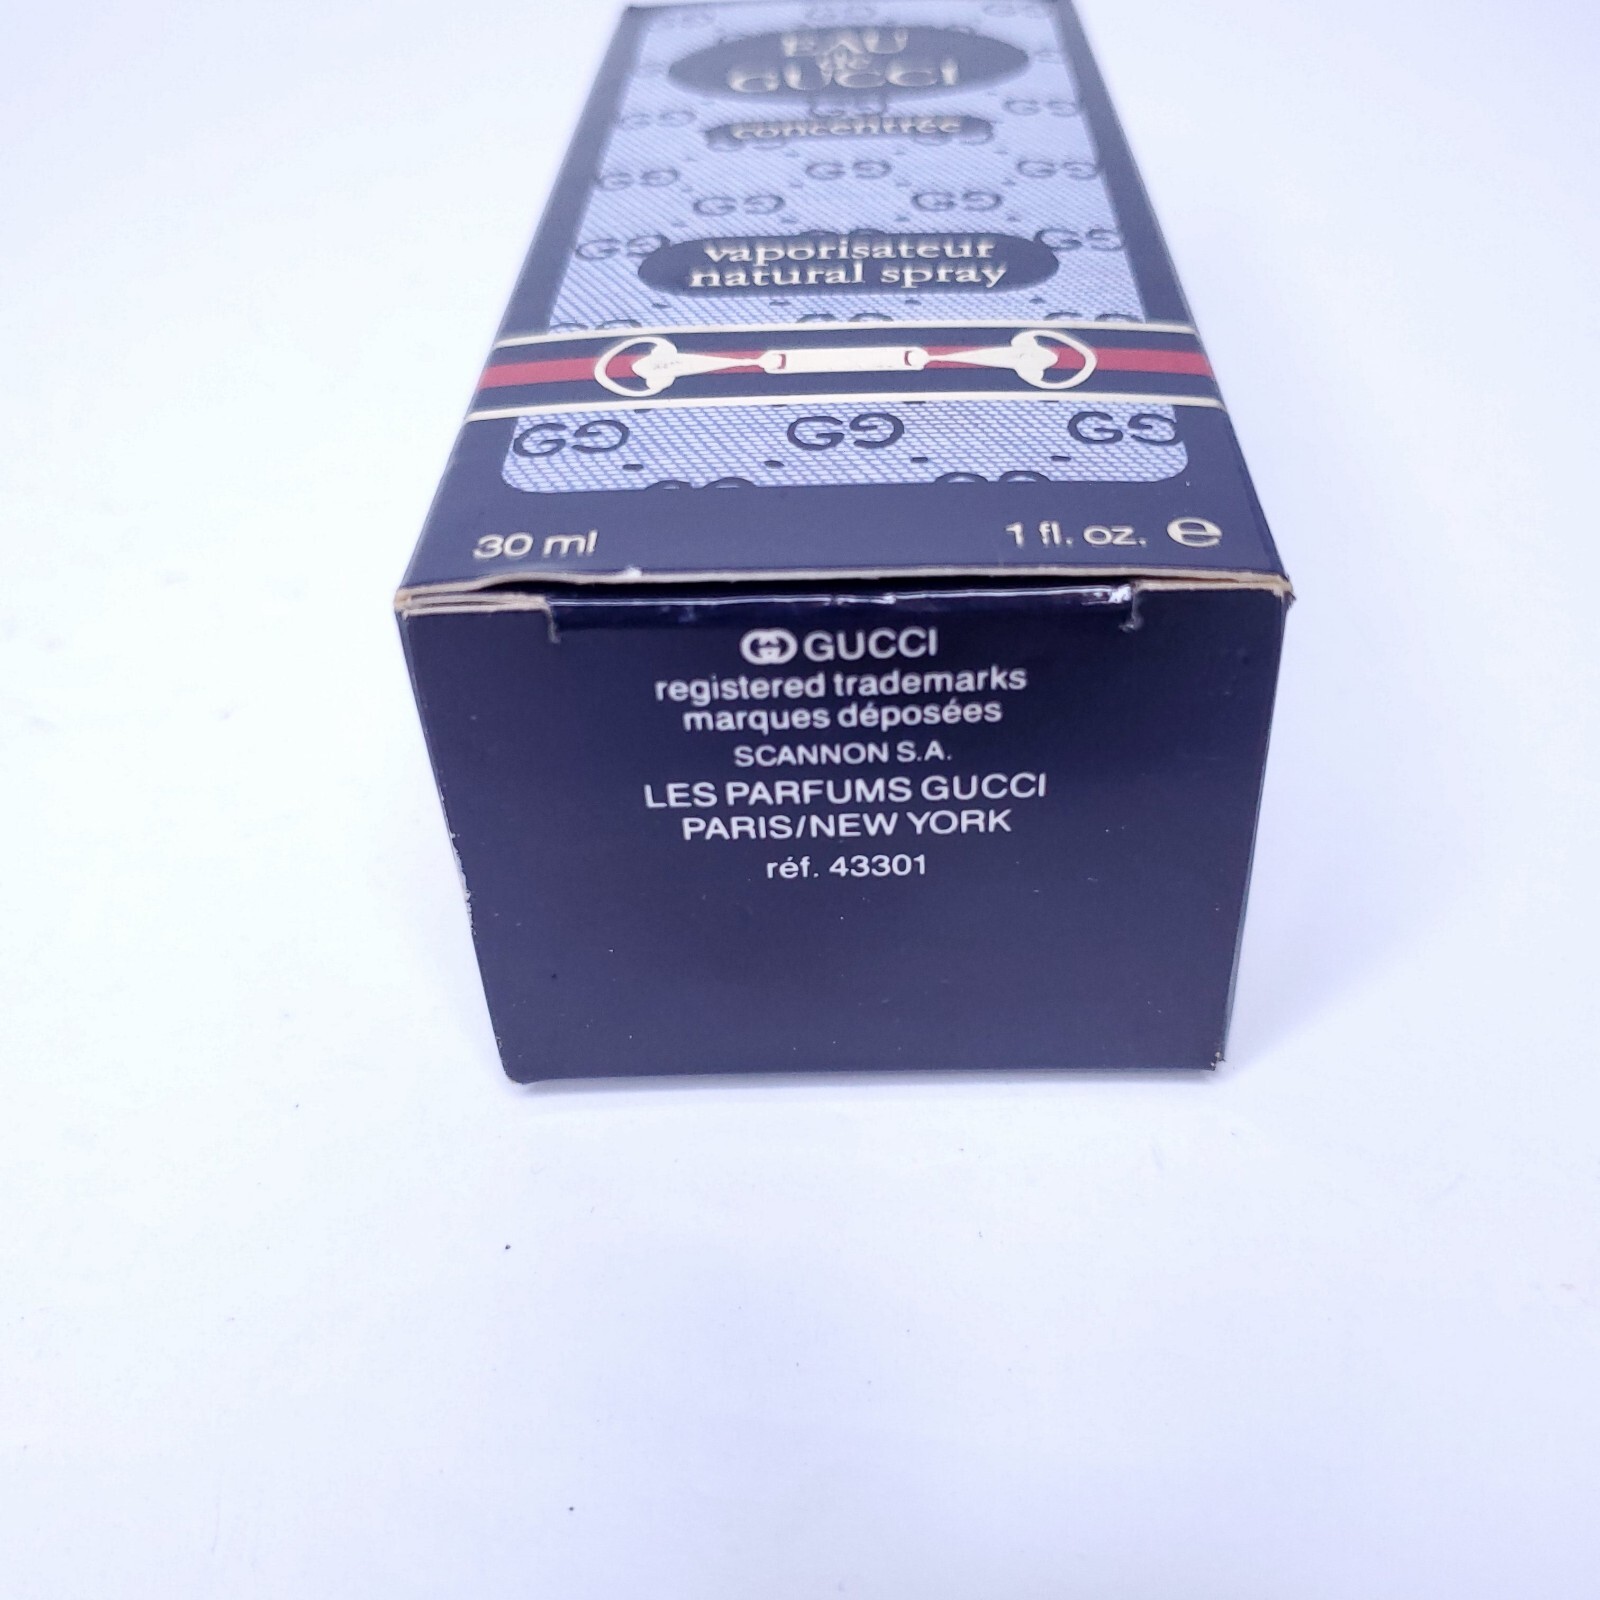 EAU
de
GUCCI
concentrée
vaporisateur
natural spray
30 ml 1 fl. oz. ℮
GUCCI
registered trademarks
marques déposées
SCANNON S.A.
LES PARFUMS GUCCI
PARIS/NEW YORK
réf. 43301